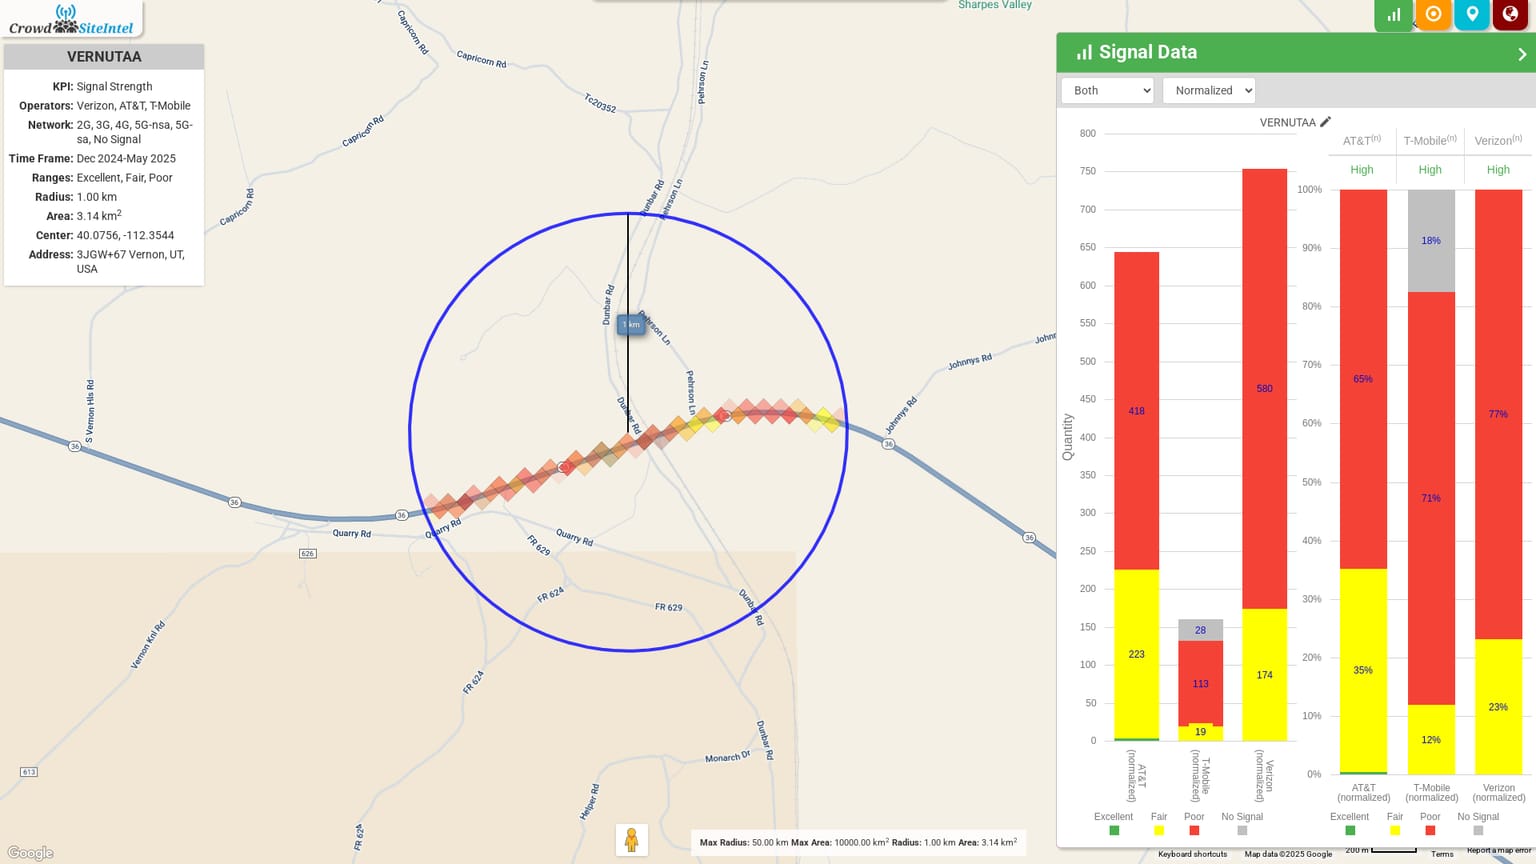 Crowd SiteIntel
VERNUTAA
KPI: Signal Strength
Operators: Verizon, AT&T, T-Mobile
Network: 2G, 3G, 4G, 5G-nsa, 5G-
sa, No Signal
Time Frame: Dec 2024-May 2025
Ranges: Excellent, Fair, Poor
Radius: 1.00 km
Area: 3.14 km2
Center: 40.0756, -112.3544
Address: 3JGW+67 Vernon, UT,
USA
Sharpes Valley
Capricorn Rd
Capricorn Rd
Pehrson Ln
Tc20352
Capricorn Rd
Capricorn Rd
Dunbar Rd
Pehrson Ln
Dunbar Rd
1 km
Pehrson Ln
Johnnys Rd
Johnr
Pehrson Ln
S Vernon Hls Rd
Dunbar Rd
Johnnys Rd
36
36
36
36
36
Quarry Rd
Quarry Rd
Quarry Rd
626
FR 629
FR 624
FR 629
Dunbar Rd
Vernon Knl Rd
FR 624
Dunbar Rd
Monarch Dr
613
Helper Rd
FR 624
Google
Max Radius: 50.00 km Max Area: 10000.00 km2 Radius: 1.00 km Area: 3.14 km2
Signal Data
Both
Normalized
VERNUTAA
Quantity
800
750
700
650
600
550
500
450
400
350
300
250
200
150
100
50
0
418
223
28
113
19
580
174
AT&T
(normalized)
T-Mobile
(normalized)
Verizon
(normalized)
Excellent
Fair
Poor
No Signal
AT&T(n)
T-Mobile(n)
Verizon(n)
High
High
High
100%
90%
80%
70%
60%
50%
40%
30%
20%
10%
0%
65%
35%
18%
71%
12%
77%
23%
AT&T
(normalized)
T-Mobile
(normalized)
Verizon
(normalized)
Excellent
Fair
Poor
No Signal
Keyboard shortcuts
Map data ©2025 Google
200 m
Terms
Report a map error